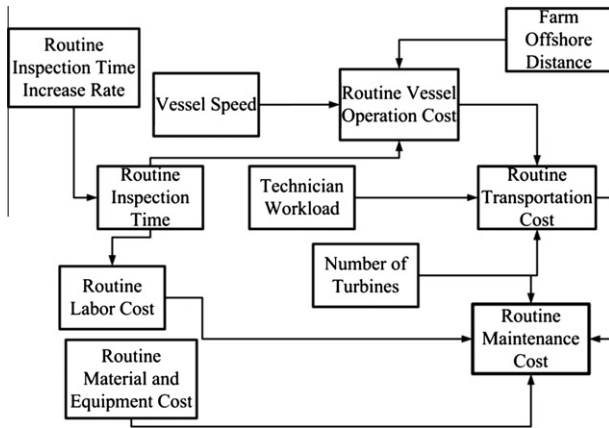 Routine
Inspection Time
Increase Rate
Farm
Offshore
Distance
Vessel Speed
Routine Vessel
Operation Cost
Routine
Inspection
Time
Technician
Workload
Routine
Transportation
Cost
Number of
Turbines
Routine
Labor Cost
Routine
Maintenance
Cost
Routine
Material and
Equipment Cost